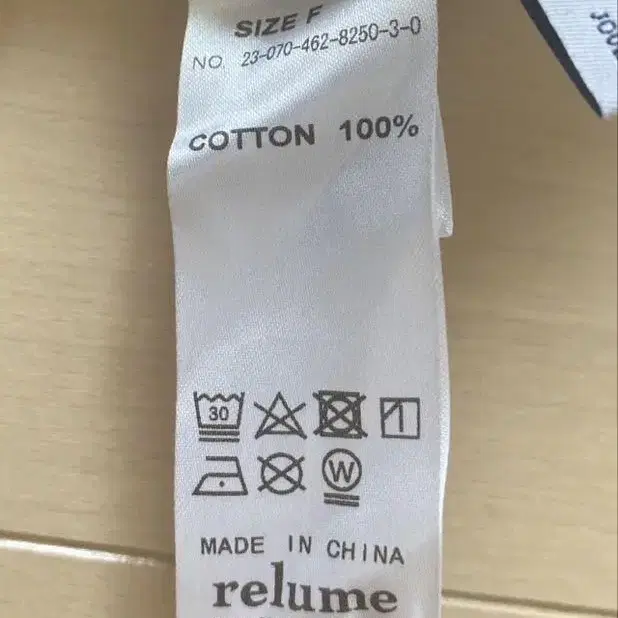 SIZE F
NO. 23-070-462-8250-3-0
COTTON 100%
30
W
MADE IN CHINA
relume